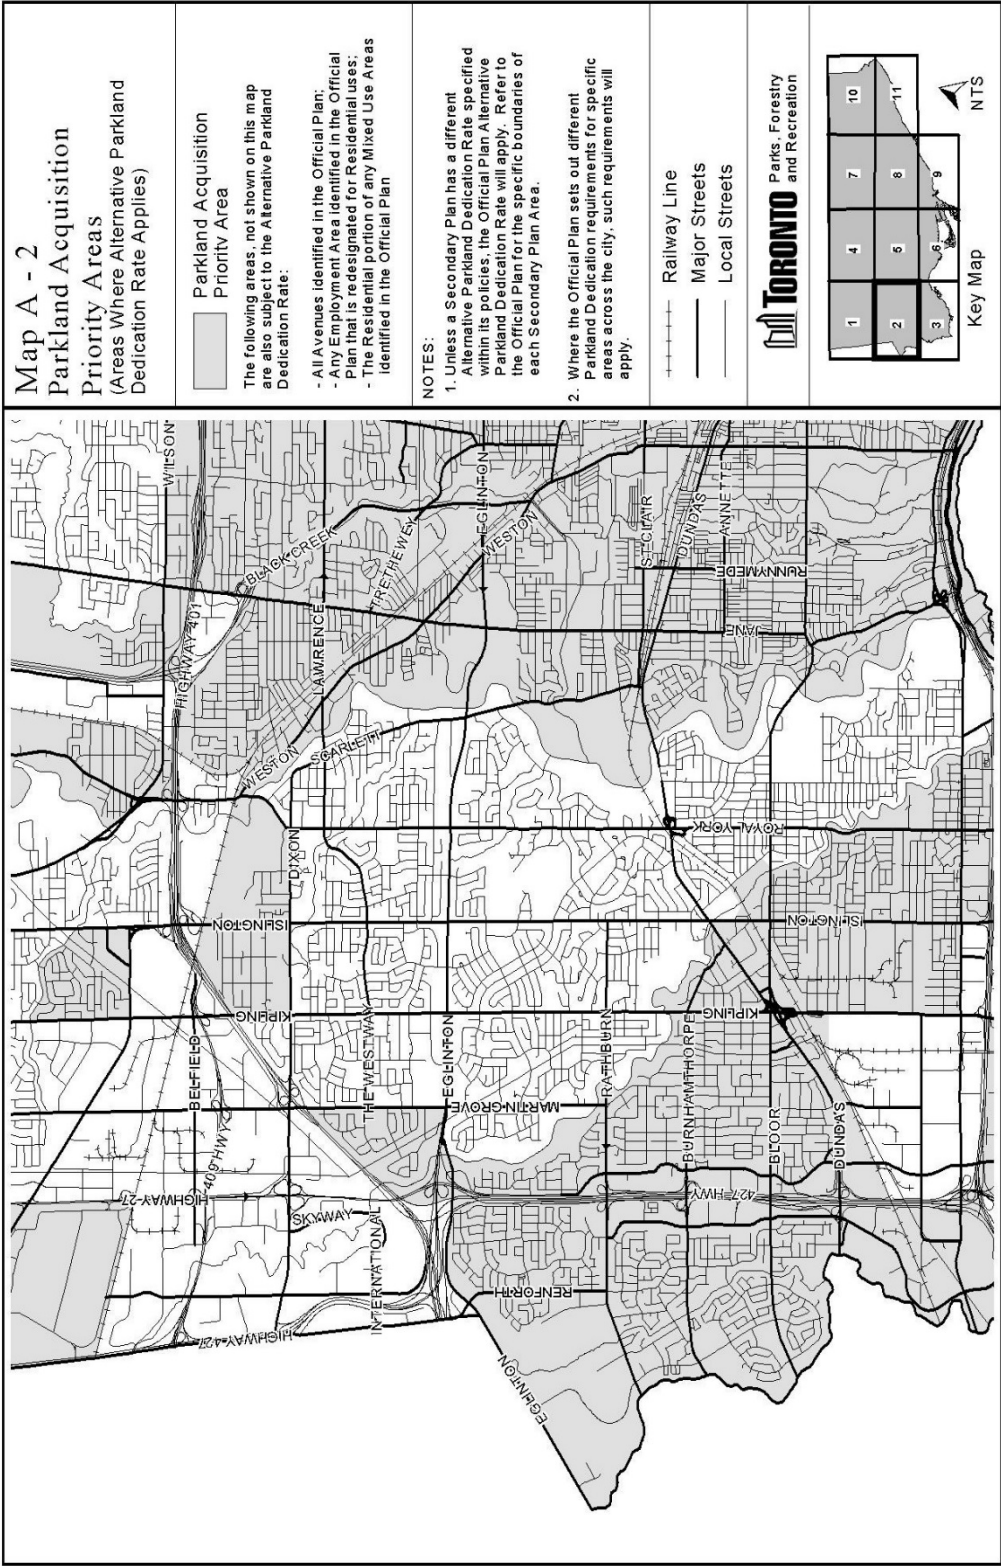 Map A - 2
Parkland Acquisition
Priority Areas
(Areas Where Alternative Parkland
Dedication Rate Applies)
Parkland Acquisition
Priority Area
The following areas, not shown on this map
are also subject to the Alternative Parkland
Dedication Rate:
- All Avenues identified in the Official Plan;
- Any Employment Area identified in the Official
Plan that is redesignated for Residential uses;
- The Residential portion of any Mixed Use Areas
identified in the Official Plan
NOTES:
1. Unless a Secondary Plan has a different
Alternative Parkland Dedication Rate specified
within its policies, the Official Plan Alternative
Parkland Dedication Rate will apply. Refer to
the Official Plan for the specific boundaries of
each Secondary Plan Area.
2. Where the Official Plan sets out different
Parkland Dedication requirements for specific
areas across the city, such requirements will
apply.
Railway Line
Major Streets
Local Streets
TORONTO
Parks, Forestry
and Recreation
1
4
7
10
2
5
8
11
3
6
9
Key Map
NTS
WILSON
HIGHWAY 401
BLACK CREEK
LAWRENCE
TRETHEWEY
EGLINTON
WESTON
ST CLAIR
DUNDAS
ANNETTE
RUNNYMEDE
JANE
WESTON
SCARLETT
DIXON
ROYAL YORK
ISLINGTON
ISLINGTON
KIPLING
KIPLING
BELFIELD
THE WESTWAY
EGLINTON
RATHBURN
BURNHAMTHORPE
BLOOR
DUNDAS
MARTIN GROVE
409 HWY
HIGHWAY 27
SKYWAY
427 HWY
INTERNATIONAL
RENFORTH
HIGHWAY 427
EGLINTON